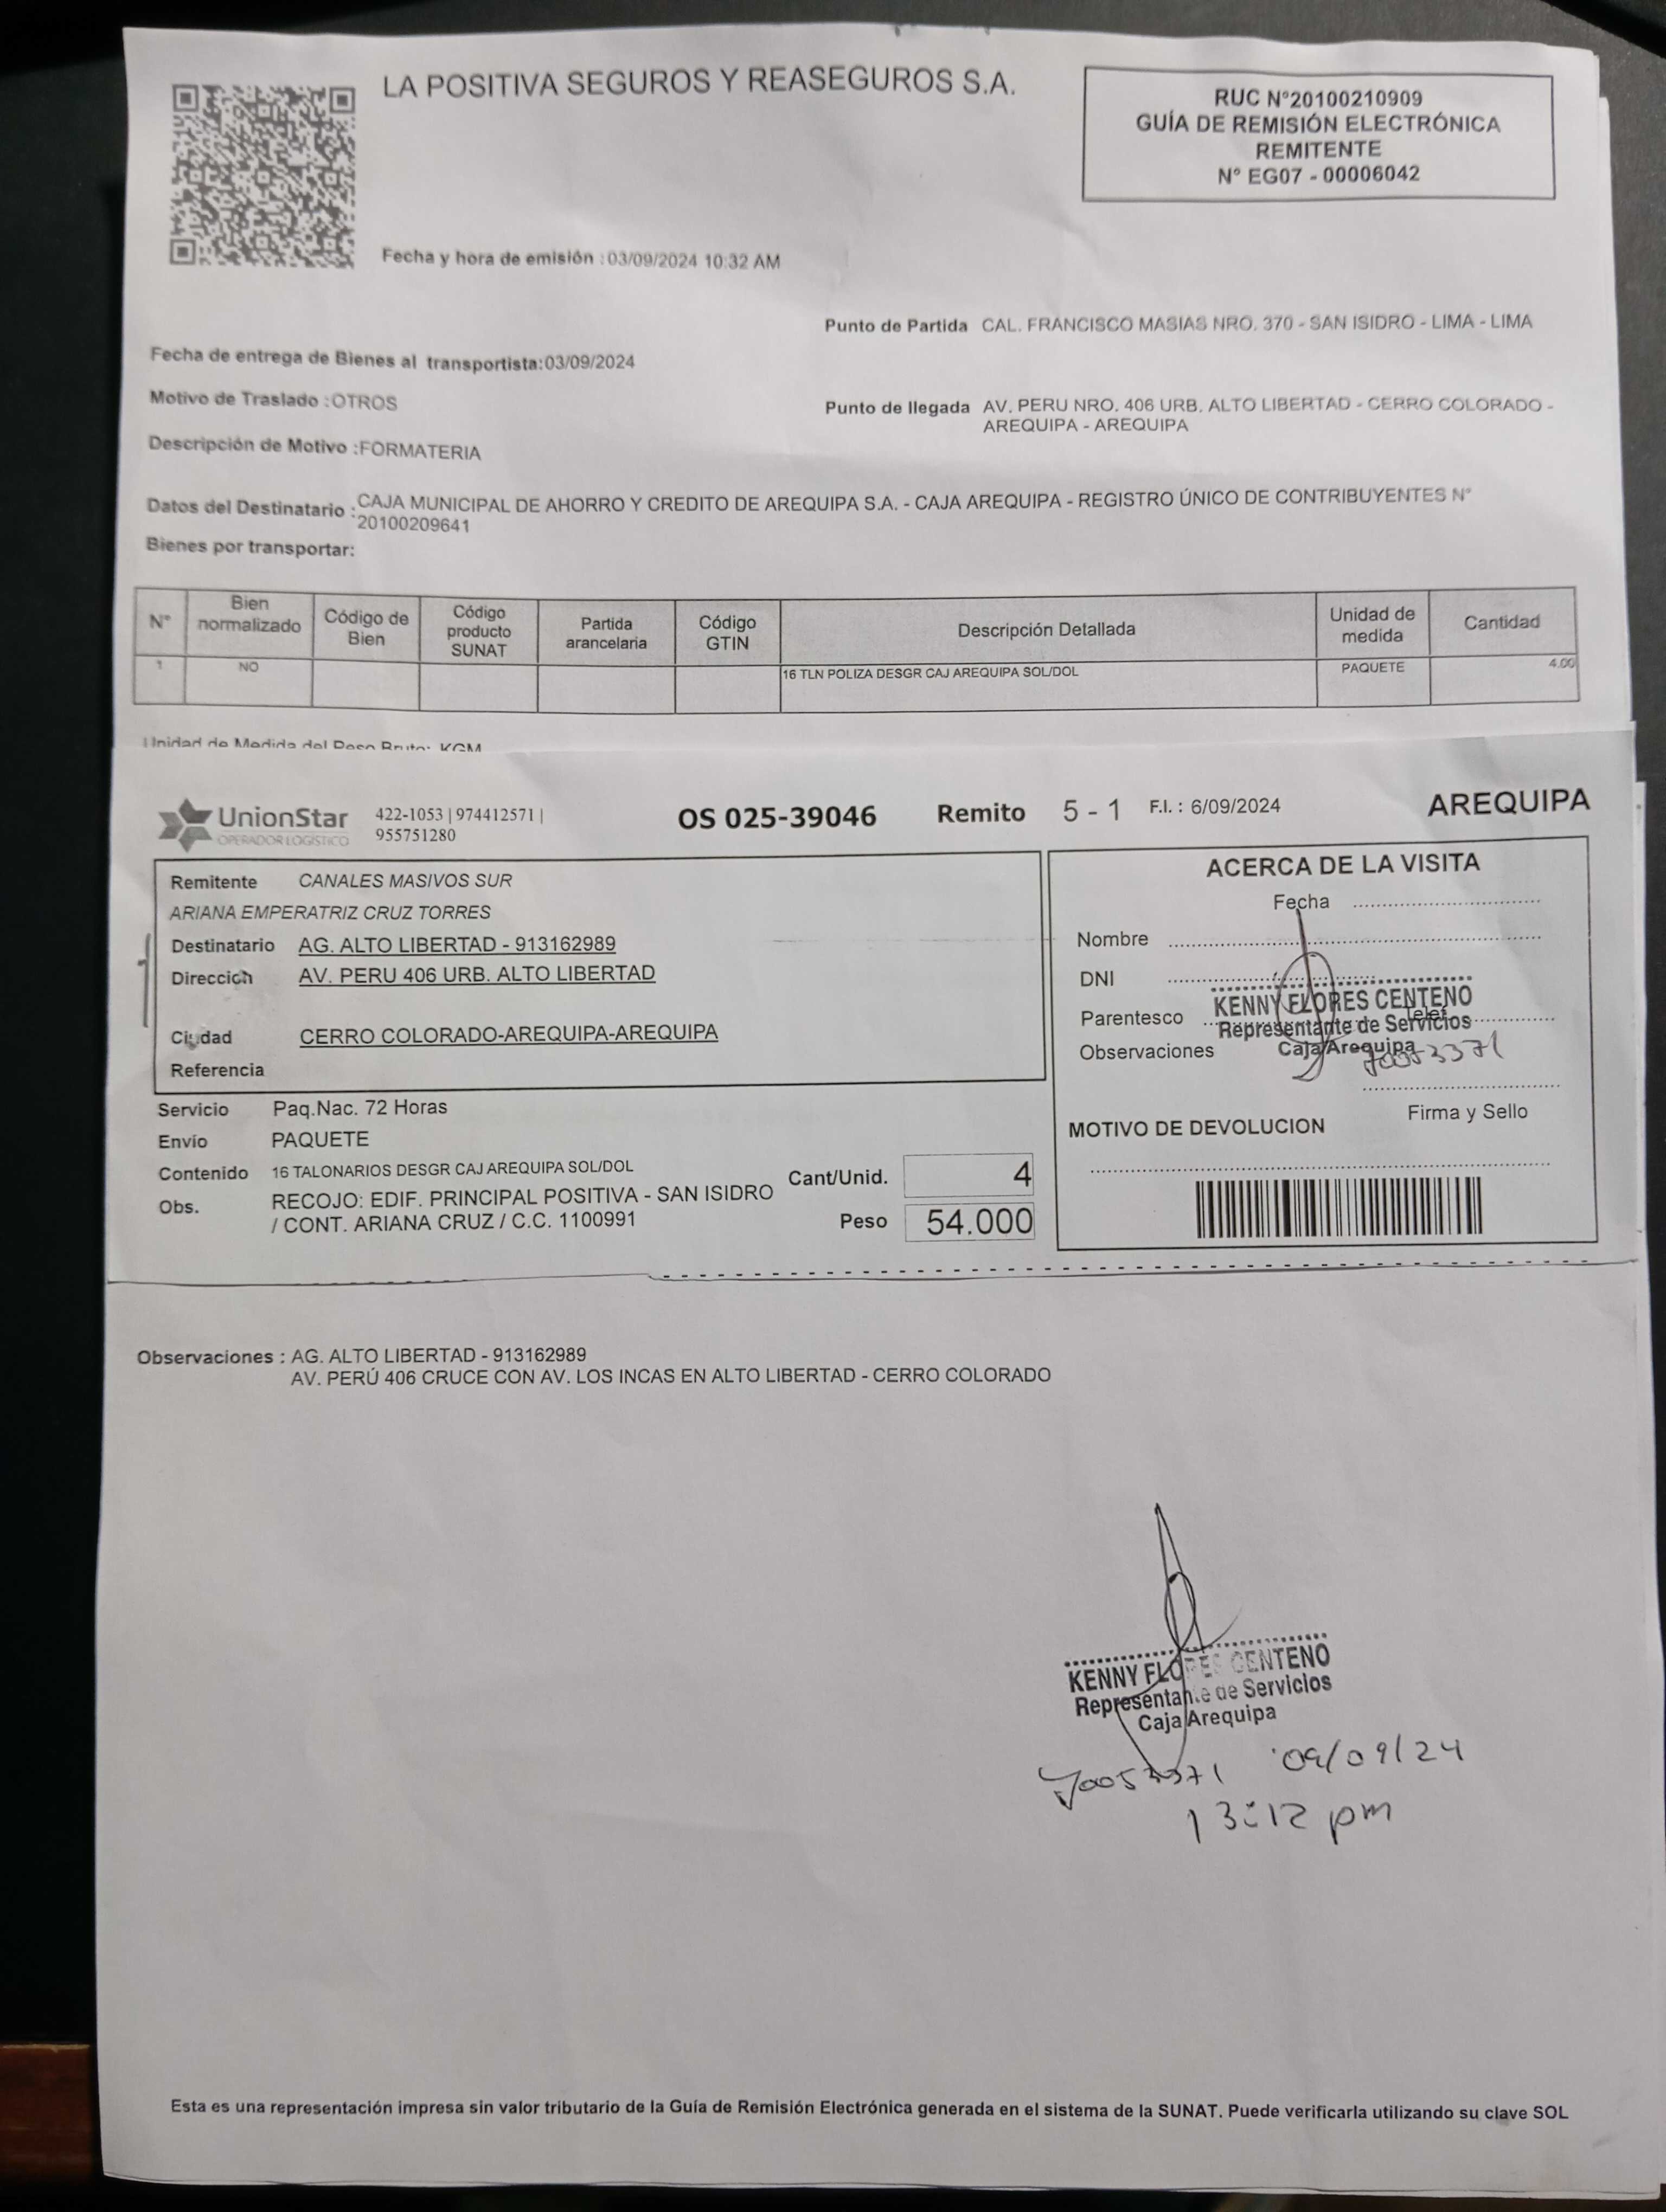 LA POSITIVA SEGUROS Y REASEGUROS S.A.
RUC N°20100210909
GUÍA DE REMISIÓN ELECTRÓNICA
REMITENTE
N° EG07 - 00006042
Fecha y hora de emisión :03/09/2024 10:32 AM
Punto de Partida CAL. FRANCISCO MASIAS NRO. 370 - SAN ISIDRO - LIMA - LIMA
Fecha de entrega de Bienes al transportista:03/09/2024
Motivo de Traslado :OTROS
Punto de llegada AV. PERU NRO. 406 URB. ALTO LIBERTAD - CERRO COLORADO -
AREQUIPA - AREQUIPA
Descripción de Motivo :FORMATERIA
Datos del Destinatario :CAJA MUNICIPAL DE AHORRO Y CREDITO DE AREQUIPA S.A. - CAJA AREQUIPA - REGISTRO ÚNICO DE CONTRIBUYENTES N°
20100209641
Bienes por transportar:
N° Bien normalizado Código de Bien Código producto SUNAT Partida arancelaria Código GTIN Descripción Detallada Unidad de medida Cantidad
1 NO 16 TLN POLIZA DESGR CAJ AREQUIPA SOL/DOL PAQUETE 4.00
Unidad de Medida del Peso Bruto: KGM
UnionStar
OPERADOR LOGÍSTICO
422-1053 | 974412571 |
955751280
OS 025-39046 Remito 5 - 1 F.I. : 6/09/2024 AREQUIPA
Remitente CANALES MASIVOS SUR
ARIANA EMPERATRIZ CRUZ TORRES
Destinatario AG. ALTO LIBERTAD - 913162989
Dirección AV. PERU 406 URB. ALTO LIBERTAD
Ciudad CERRO COLORADO-AREQUIPA-AREQUIPA
Referencia
Servicio Paq.Nac. 72 Horas
Envío PAQUETE
Contenido 16 TALONARIOS DESGR CAJ AREQUIPA SOL/DOL
Obs. RECOJO: EDIF. PRINCIPAL POSITIVA - SAN ISIDRO
/ CONT. ARIANA CRUZ / C.C. 1100991
Cant/Unid. 4
Peso 54.000
ACERCA DE LA VISITA
Fecha
Nombre
DNI
Parentesco
Telef
Observaciones
KENNY FLORES CENTENO
Representante de Servicios
Caja Arequipa
70053371
Firma y Sello
MOTIVO DE DEVOLUCION
Observaciones : AG. ALTO LIBERTAD - 913162989
AV. PERÚ 406 CRUCE CON AV. LOS INCAS EN ALTO LIBERTAD - CERRO COLORADO
KENNY FLORES CENTENO
Representante de Servicios
Caja Arequipa
70053371 09/09/24
13:12 pm
Esta es una representación impresa sin valor tributario de la Guía de Remisión Electrónica generada en el sistema de la SUNAT. Puede verificarla utilizando su clave SOL